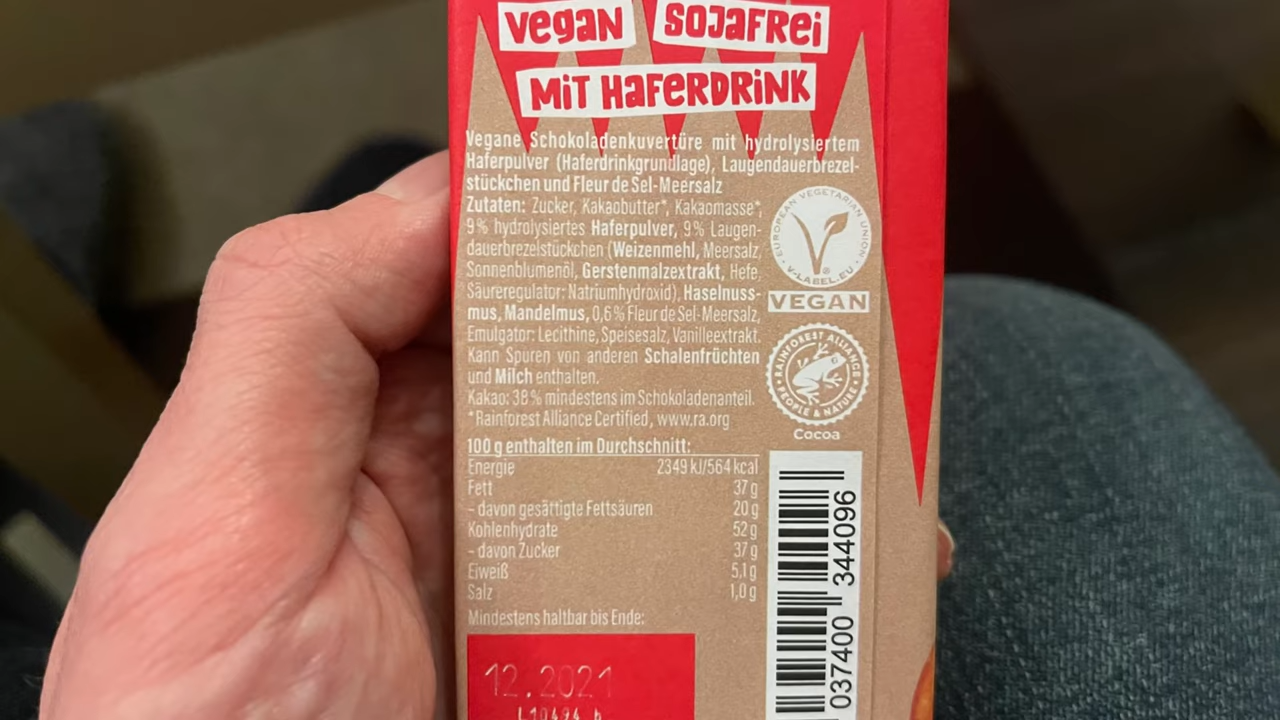 vegan sojafrei
mit Haferdrink
Vegane Schokoladenkuvertüre mit hydrolysiertem
Haferpulver (Haferdrinkgrundlage), Laugendauerbrezel-
stückchen und Fleur de Sel-Meersalz
Zutaten: Zucker, Kakaobutter*, Kakaomasse*,
9% hydrolysiertes Haferpulver, 9% Laugen-
dauerbrezelstückchen (Weizenmehl, Meersalz,
Sonnenblumenöl, Gerstenmalzextrakt, Hefe,
Säureregulator: Natriumhydroxid), Haselnuss-
mus, Mandelmus, 0,6% Fleur de Sel-Meersalz,
Emulgator: Lecithine, Speisesalz, Vanilleextrakt.
Kann Spuren von anderen Schalenfrüchten
und Milch enthalten.
Kakao: 38% mindestens im Schokoladenanteil.
*Rainforest Alliance Certified, www.ra.org
EUROPEAN VEGETARIAN UNION
V-LABEL.EU
VEGAN
RAINFOREST ALLIANCE
PEOPLE & NATURE
Cocoa
100 g enthalten im Durchschnitt:
Energie 2349 kJ/564 kcal
Fett 37 g
- davon gesättigte Fettsäuren 20 g
Kohlenhydrate 52 g
- davon Zucker 37 g
Eiweiß 5,1 g
Salz 1,0 g
Mindestens haltbar bis Ende:
12.2021
L10494 b
037400 344096